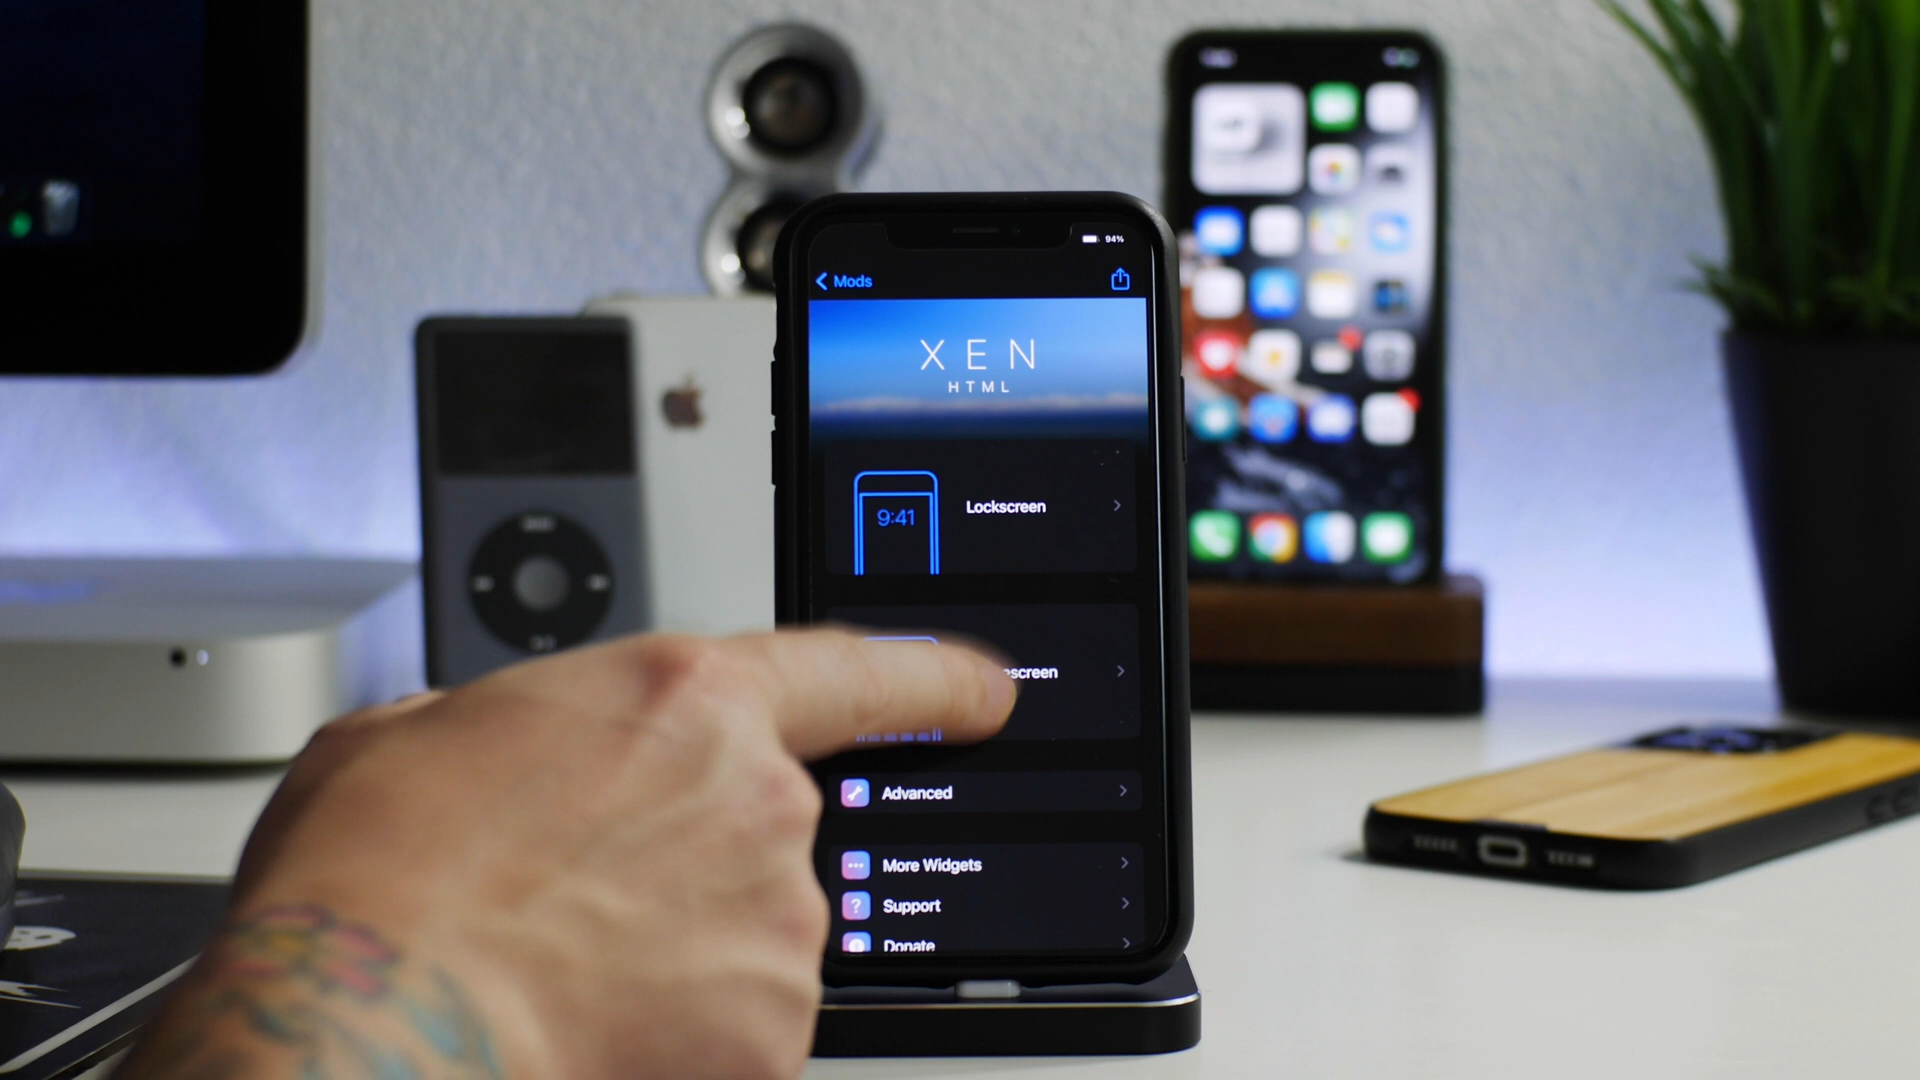 94%
Mods
XEN
HTML
9:41
Lockscreen
screen
Advanced
More Widgets
Support
Donate